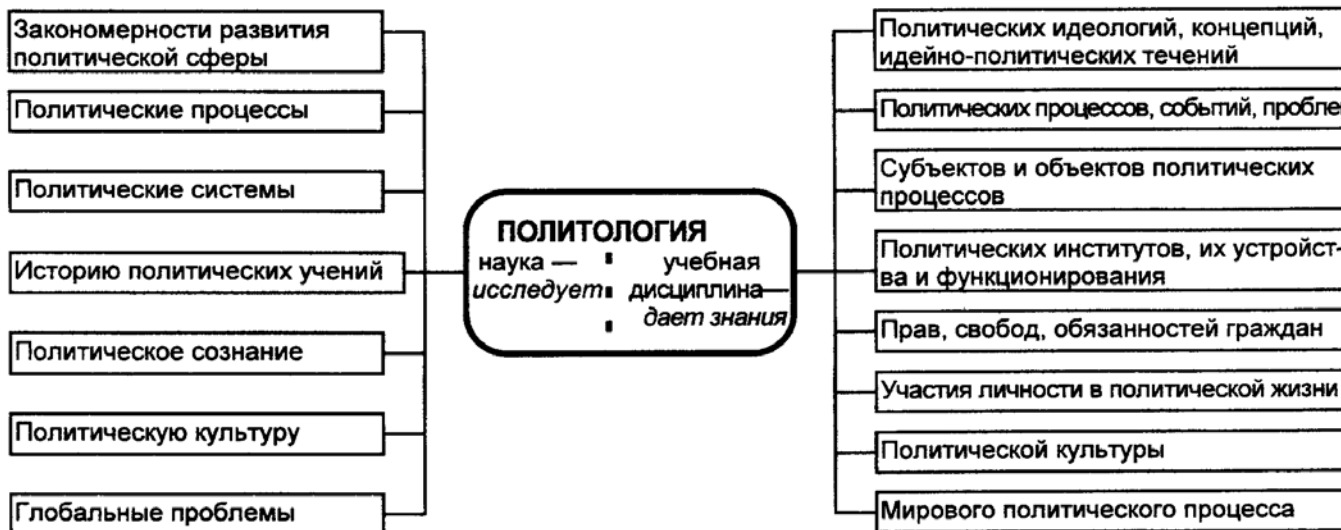 Закономерности развития
политической сферы
Политические процессы
Политические системы
Историю политических учений
Политическое сознание
Политическую культуру
Глобальные проблемы
ПОЛИТОЛОГИЯ
наука — учебная
исследует дисциплина —
дает знания
Политических идеологий, концепций,
идейно-политических течений
Политических процессов, событий, пробле
Субъектов и объектов политических
процессов
Политических институтов, их устройст-
ва и функционирования
Прав, свобод, обязанностей граждан
Участия личности в политической жизни
Политической культуры
Мирового политического процесса